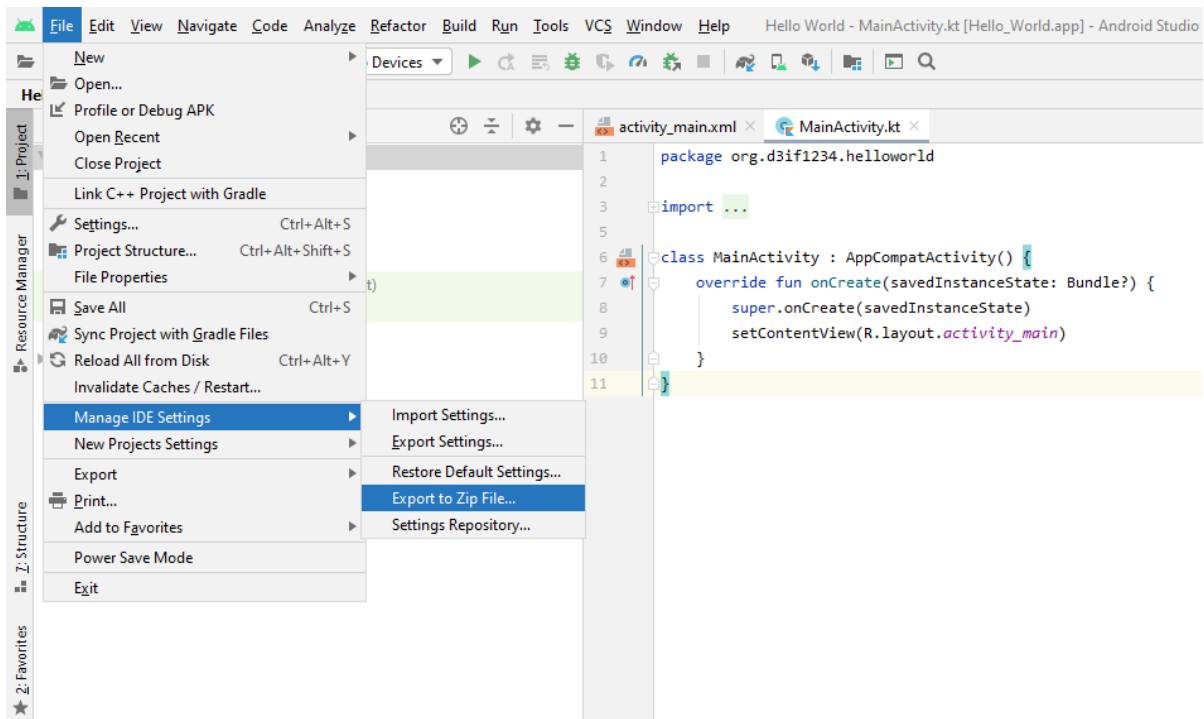 File Edit View Navigate Code Analyze Refactor Build Run Tools VCS Window Help Hello World - MainActivity.kt [Hello_World.app] - Android Studio
Devices
He
New
Open...
Profile or Debug APK
Open Recent
Close Project
Link C++ Project with Gradle
Settings... Ctrl+Alt+S
Project Structure... Ctrl+Alt+Shift+S
File Properties
Save All Ctrl+S
Sync Project with Gradle Files
Reload All from Disk Ctrl+Alt+Y
Invalidate Caches / Restart...
Manage IDE Settings
New Projects Settings
Export
Print...
Add to Favorites
Power Save Mode
Exit
Import Settings...
Export Settings...
Restore Default Settings...
Export to Zip File...
Settings Repository...
1: Project
Resource Manager
7: Structure
2: Favorites
t)
activity_main.xml MainActivity.kt
1 package org.d3if1234.helloworld
2
3 import ...
5
6 class MainActivity : AppCompatActivity() {
7 override fun onCreate(savedInstanceState: Bundle?) {
8 super.onCreate(savedInstanceState)
9 setContentView(R.layout.activity_main)
10 }
11 }